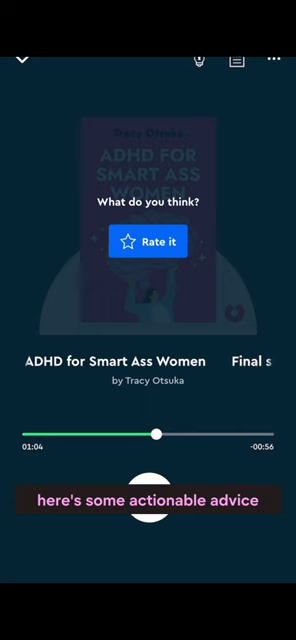 Tracy Otsuka
ADHD FOR
SMART ASS
WOMEN
What do you think?
Rate it
ADHD for Smart Ass Women Final s
by Tracy Otsuka
01:04 -00:56
here's some actionable advice